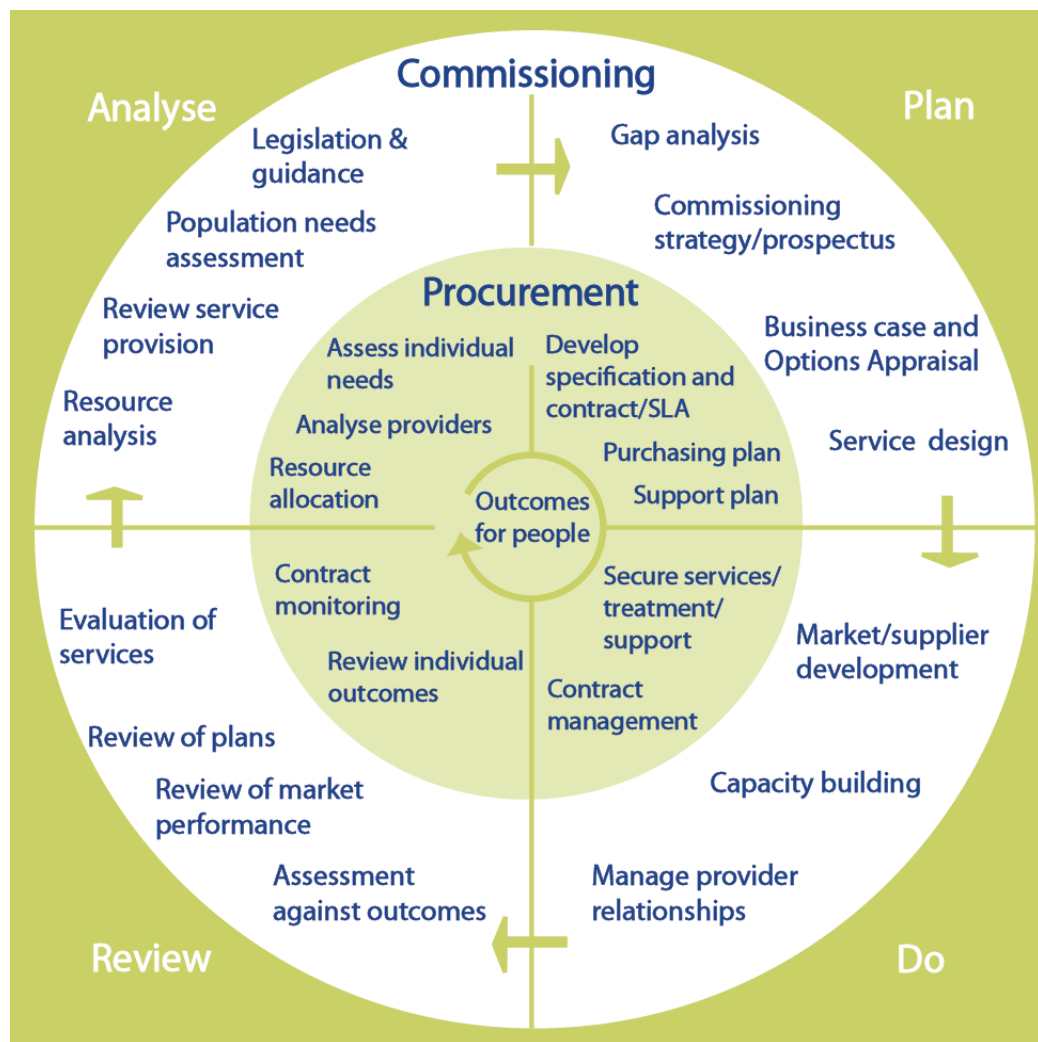 Commissioning
Analyse
Legislation &
guidance
Population needs
assessment
Review service
provision
Resource
analysis
Plan
Gap analysis
Commissioning
strategy/prospectus
Business case and
Options Appraisal
Service design
Procurement
Assess individual
needs
Analyse providers
Resource
allocation
Develop
specification and
contract/SLA
Purchasing plan
Support plan
Outcomes
for people
Contract
monitoring
Review individual
outcomes
Secure services/
treatment/
support
Contract
management
Evaluation of
services
Review of plans
Review of market
performance
Assessment
against outcomes
Review
Market/supplier
development
Capacity building
Manage provider
relationships
Do